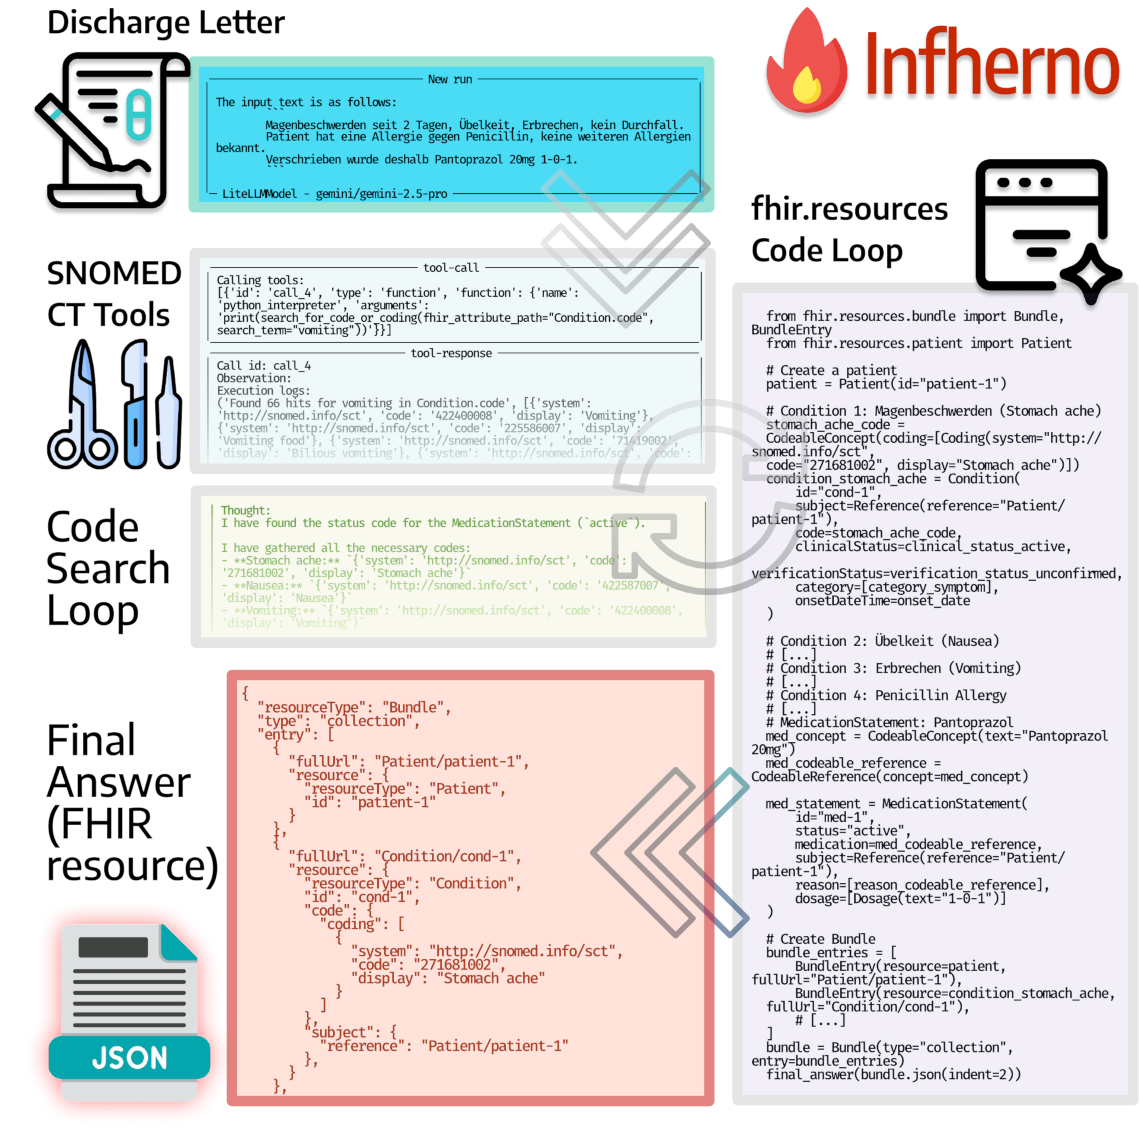 Discharge Letter
New run
The input text is as follows:
```
Magenbeschwerden seit 2 Tagen, Übelkeit, Erbrechen, kein Durchfall.
Patient hat eine Allergie gegen Penicillin, keine weiteren Allergien
bekannt.
Verschrieben wurde deshalb Pantoprazol 20mg 1-0-1.
```
LiteLLMModel - gemini/gemini-2.5-pro
Infherno
SNOMED
CT Tools
tool-call
Calling tools:
[{'id': 'call_4', 'type': 'function', 'function': {'name':
'python_interpreter', 'arguments':
'print(search_for_code_or_coding(fhir_attribute_path="Condition.code",
search_term="vomiting"))'}}]
tool-response
Call id: call_4
Observation:
Execution logs:
('Found 66 hits for vomiting in Condition.code', [{'system':
'http://snomed.info/sct', 'code': '422400008', 'display': 'Vomiting'},
{'system': 'http://snomed.info/sct', 'code': '225586007', 'display':
'Vomiting food'}, {'system': 'http://snomed.info/sct', 'code': '71419002',
'display': 'Bilious vomiting'}, {'system': 'http://snomed.info/sct', 'code':
Code
Search
Loop
Thought:
I have found the status code for the MedicationStatement (`active`).
I have gathered all the necessary codes:
- **Stomach ache:** `{'system': 'http://snomed.info/sct', 'code':
'271681002', 'display': 'Stomach ache'}`
- **Nausea:** `{'system': 'http://snomed.info/sct', 'code': '422587007',
'display': 'Nausea'}`
- **Vomiting:** `{'system': 'http://snomed.info/sct', 'code': '422400008',
'display': 'Vomiting'}`
Final
Answer
(FHIR
resource)
JSON
{
"resourceType": "Bundle",
"type": "collection",
"entry": [
{
"fullUrl": "Patient/patient-1",
"resource": {
"resourceType": "Patient",
"id": "patient-1"
}
},
{
"fullUrl": "Condition/cond-1",
"resource": {
"resourceType": "Condition",
"id": "cond-1",
"code": {
"coding": [
{
"system": "http://snomed.info/sct",
"code": "271681002",
"display": "Stomach ache"
}
]
},
"subject": {
"reference": "Patient/patient-1"
},
}
},
fhir.resources
Code Loop
from fhir.resources.bundle import Bundle,
BundleEntry
from fhir.resources.patient import Patient
# Create a patient
patient = Patient(id="patient-1")
# Condition 1: Magenbeschwerden (Stomach ache)
stomach_ache_code =
CodeableConcept(coding=[Coding(system="http://
snomed.info/sct",
code="271681002", display="Stomach ache")])
condition_stomach_ache = Condition(
id="cond-1",
subject=Reference(reference="Patient/
patient-1"),
code=stomach_ache_code,
clinicalStatus=clinical_status_active,
verificationStatus=verification_status_unconfirmed,
category=[category_symptom],
onsetDateTime=onset_date
)
# Condition 2: Übelkeit (Nausea)
# [...]
# Condition 3: Erbrechen (Vomiting)
# [...]
# Condition 4: Penicillin Allergy
# [...]
# MedicationStatement: Pantoprazol
med_concept = CodeableConcept(text="Pantoprazol
20mg")
med_codeable_reference =
CodeableReference(concept=med_concept)
med_statement = MedicationStatement(
id="med-1",
status="active",
medication=med_codeable_reference,
subject=Reference(reference="Patient/
patient-1"),
reason=[reason_codeable_reference],
dosage=[Dosage(text="1-0-1")]
)
# Create Bundle
bundle_entries = [
BundleEntry(resource=patient,
fullUrl="Patient/patient-1"),
BundleEntry(resource=condition_stomach_ache,
fullUrl="Condition/cond-1"),
# [...]
]
bundle = Bundle(type="collection",
entry=bundle_entries)
final_answer(bundle.json(indent=2))